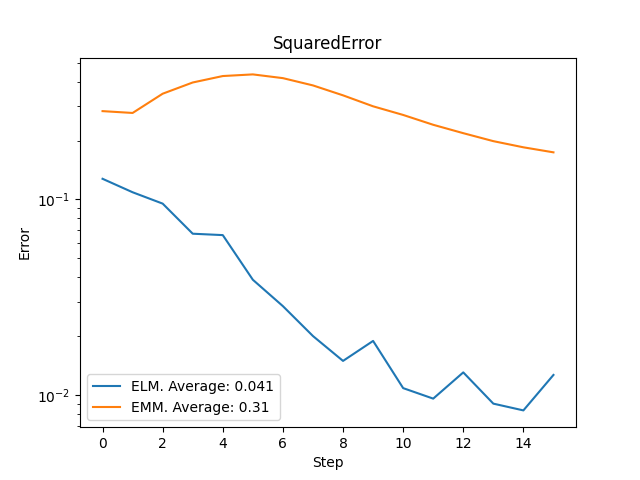 SquaredError
Error
10⁻¹
10⁻²
ELM. Average: 0.041
EMM. Average: 0.31
0 2 4 6 8 10 12 14
Step